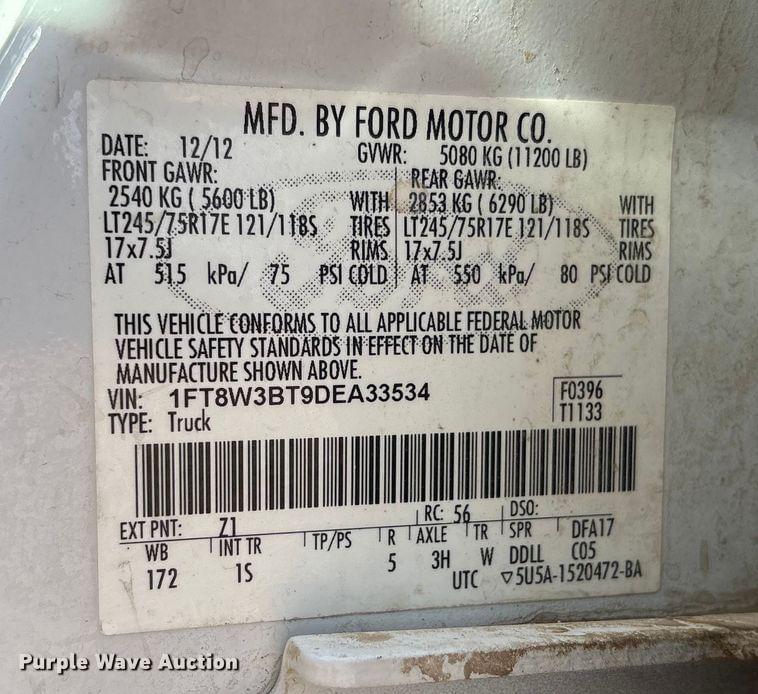 MFD. BY FORD MOTOR CO.
DATE: 12/12 GVWR: 5080 KG (11200 LB)
FRONT GAWR: REAR GAWR:
2540 KG ( 5600 LB) WITH 2853 KG ( 6290 LB) WITH
LT245/75R17E 121/118S TIRES LT245/75R17E 121/118S TIRES
17x7.5J RIMS 17x7.5J RIMS
AT 515 kPa/ 75 PSI COLD AT 550 kPa/ 80 PSI COLD
THIS VEHICLE CONFORMS TO ALL APPLICABLE FEDERAL MOTOR
VEHICLE SAFETY STANDARDS IN EFFECT ON THE DATE OF
MANUFACTURE SHOWN ABOVE.
VIN: 1FT8W3BT9DEA33534 F0396
TYPE: Truck T1133
EXT PNT: Z1 RC: 56 DSO:
WB INT TR TP/PS R AXLE TR SPR DFA17
172 1S 5 3H W DDLL C05
UTC ▽5U5A-1520472-BA
Purple Wave Auction